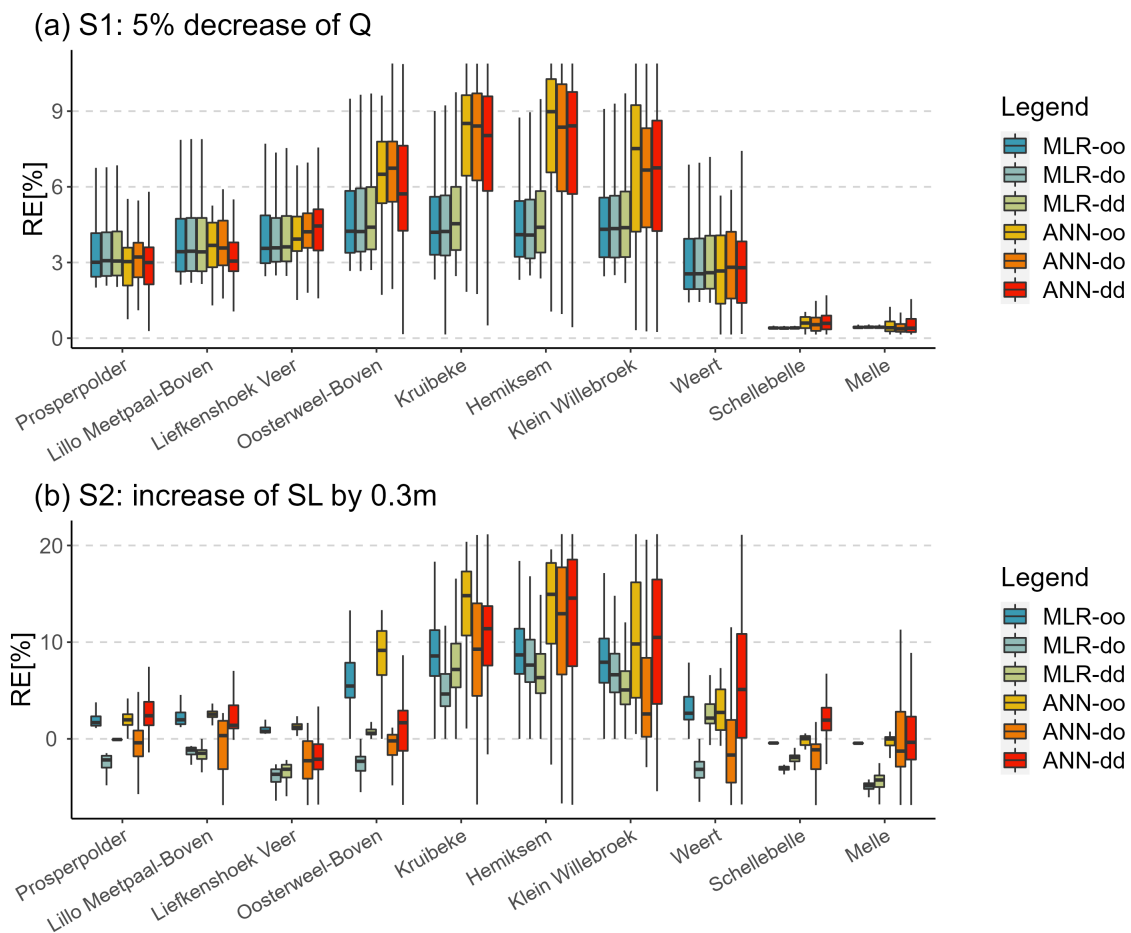 (a) S1: 5% decrease of Q
RE[%]
9
6
3
0
Prosperpolder
Lillo Meetpaal-Boven
Liefkenshoek Veer
Oosterweel-Boven
Kruibeke
Hemiksem
Klein Willebroek
Weert
Schellebelle
Melle
Legend
MLR-oo
MLR-do
MLR-dd
ANN-oo
ANN-do
ANN-dd
(b) S2: increase of SL by 0.3m
RE[%]
20
10
0
Prosperpolder
Lillo Meetpaal-Boven
Liefkenshoek Veer
Oosterweel-Boven
Kruibeke
Hemiksem
Klein Willebroek
Weert
Schellebelle
Melle
Legend
MLR-oo
MLR-do
MLR-dd
ANN-oo
ANN-do
ANN-dd